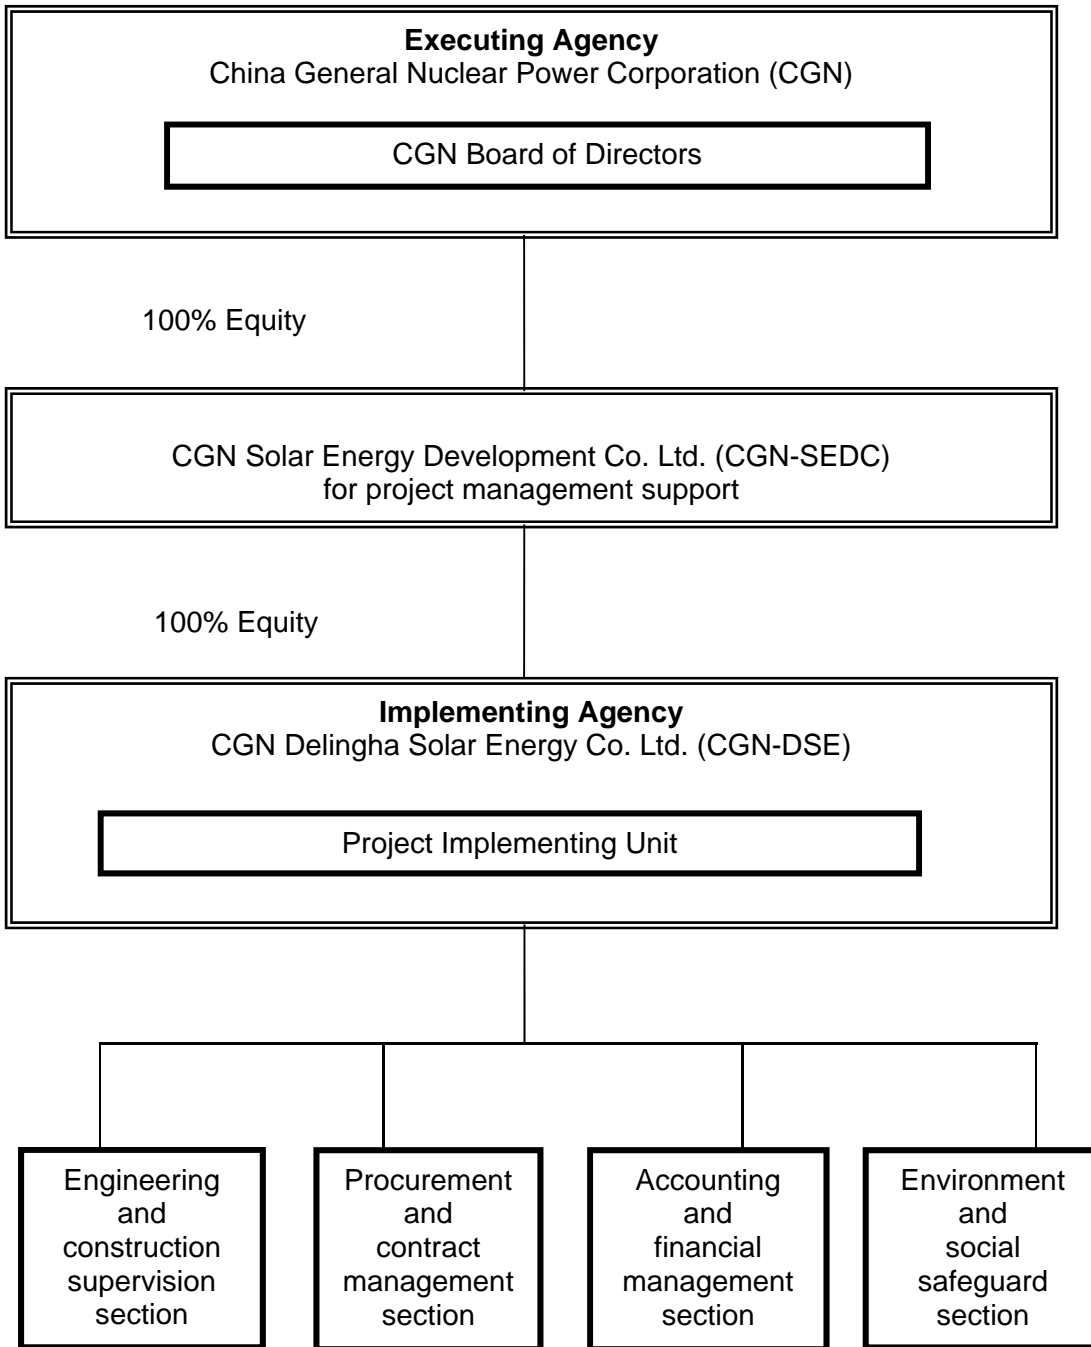 Executing Agency
China General Nuclear Power Corporation (CGN)
CGN Board of Directors
100% Equity
CGN Solar Energy Development Co. Ltd. (CGN-SEDC)
for project management support
100% Equity
Implementing Agency
CGN Delingha Solar Energy Co. Ltd. (CGN-DSE)
Project Implementing Unit
Engineering
and
construction
supervision
section
Procurement
and
contract
management
section
Accounting
and
financial
management
section
Environment
and
social
safeguard
section